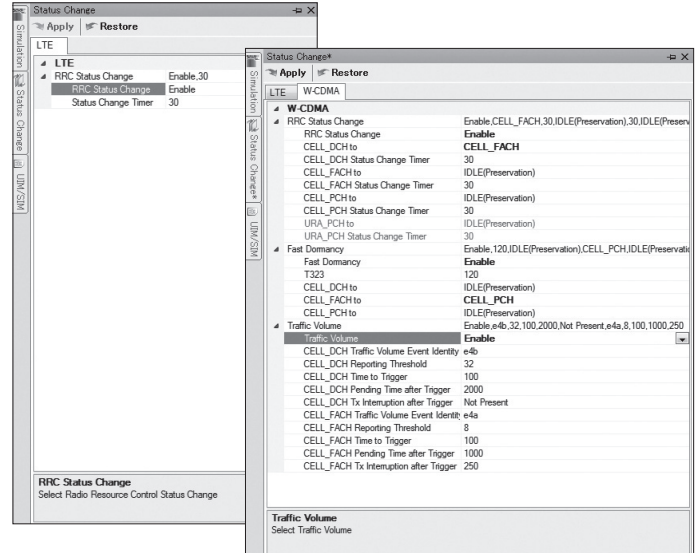 Status Change
Apply Restore
LTE
LTE
RRC Status Change Enable,30
RRC Status Change Enable
Status Change Timer 30
RRC Status Change
Select Radio Resource Control Status Change
Simulation
Status Change
UIM/SIM
Status Change*
Apply Restore
LTE W-CDMA
W-CDMA
RRC Status Change Enable,CELL_FACH,30,IDLE(Preservation),30,IDLE(Preserv
RRC Status Change Enable
CELL_DCH to CELL_FACH
CELL_DCH Status Change Timer 30
CELL_FACH to IDLE(Preservation)
CELL_FACH Status Change Timer 30
CELL_PCH to IDLE(Preservation)
CELL_PCH Status Change Timer 30
URA_PCH to IDLE(Preservation)
URA_PCH Status Change Timer 30
Fast Dormancy Enable,120,IDLE(Preservation),CELL_PCH,IDLE(Preservatio
Fast Dormancy Enable
T323 120
CELL_DCH to IDLE(Preservation)
CELL_FACH to CELL_PCH
CELL_PCH to IDLE(Preservation)
Traffic Volume Enable,e4b,32,100,2000,Not Present,e4a,8,100,1000,250
Traffic Volume Enable
CELL_DCH Traffic Volume Event Identity e4b
CELL_DCH Reporting Threshold 32
CELL_DCH Time to Trigger 100
CELL_DCH Pending Time after Trigger 2000
CELL_DCH Tx Interruption after Trigger Not Present
CELL_FACH Traffic Volume Event Identit e4a
CELL_FACH Reporting Threshold 8
CELL_FACH Time to Trigger 100
CELL_FACH Pending Time after Trigger 1000
CELL_FACH Tx Interruption after Trigger 250
Traffic Volume
Select Traffic Volume
Simulation
Status Change*
UIM/SIM